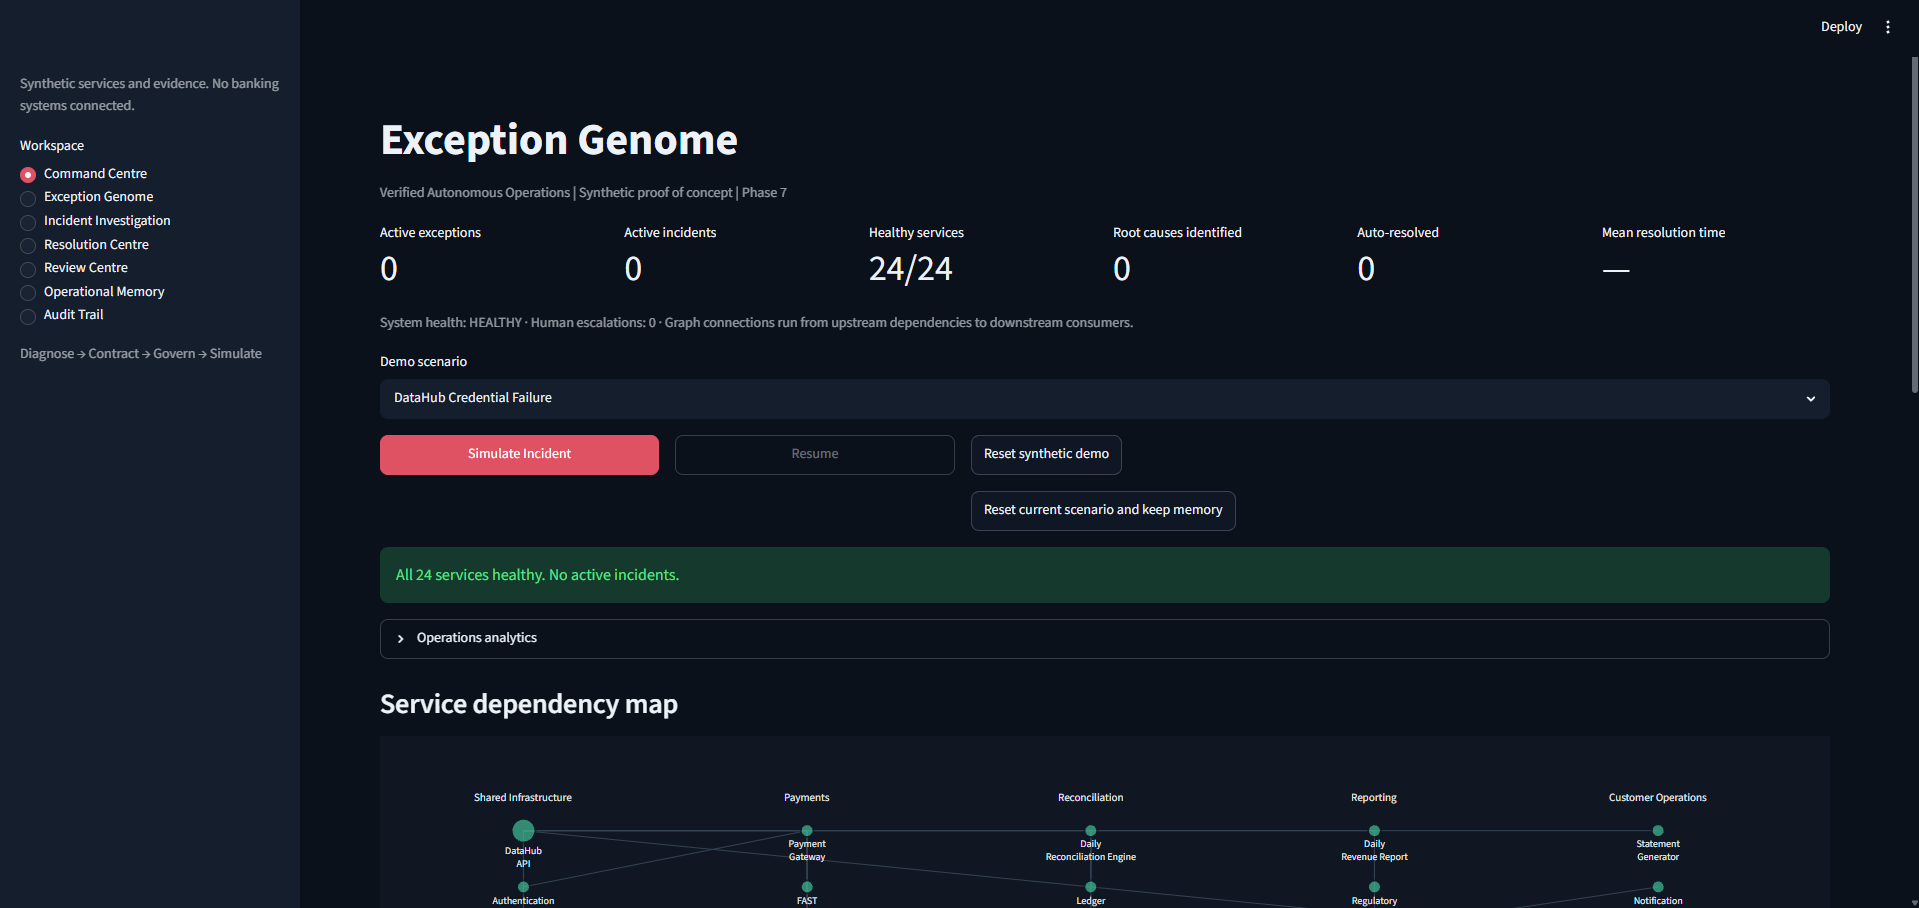 Deploy
Synthetic services and evidence. No banking
systems connected.
Workspace
Command Centre
Exception Genome
Incident Investigation
Resolution Centre
Review Centre
Operational Memory
Audit Trail
Diagnose → Contract → Govern → Simulate
Exception Genome
Verified Autonomous Operations | Synthetic proof of concept | Phase 7
Active exceptions
0
Active incidents
0
Healthy services
24/24
Root causes identified
0
Auto-resolved
0
Mean resolution time
—
System health: HEALTHY · Human escalations: 0 · Graph connections run from upstream dependencies to downstream consumers.
Demo scenario
DataHub Credential Failure
Simulate Incident
Resume
Reset synthetic demo
Reset current scenario and keep memory
All 24 services healthy. No active incidents.
Operations analytics
Service dependency map
Shared Infrastructure
Payments
Reconciliation
Reporting
Customer Operations
DataHub
API
Payment
Gateway
Daily
Reconciliation Engine
Daily
Revenue Report
Statement
Generator
Authentication
FAST
Ledger
Regulatory
Notification